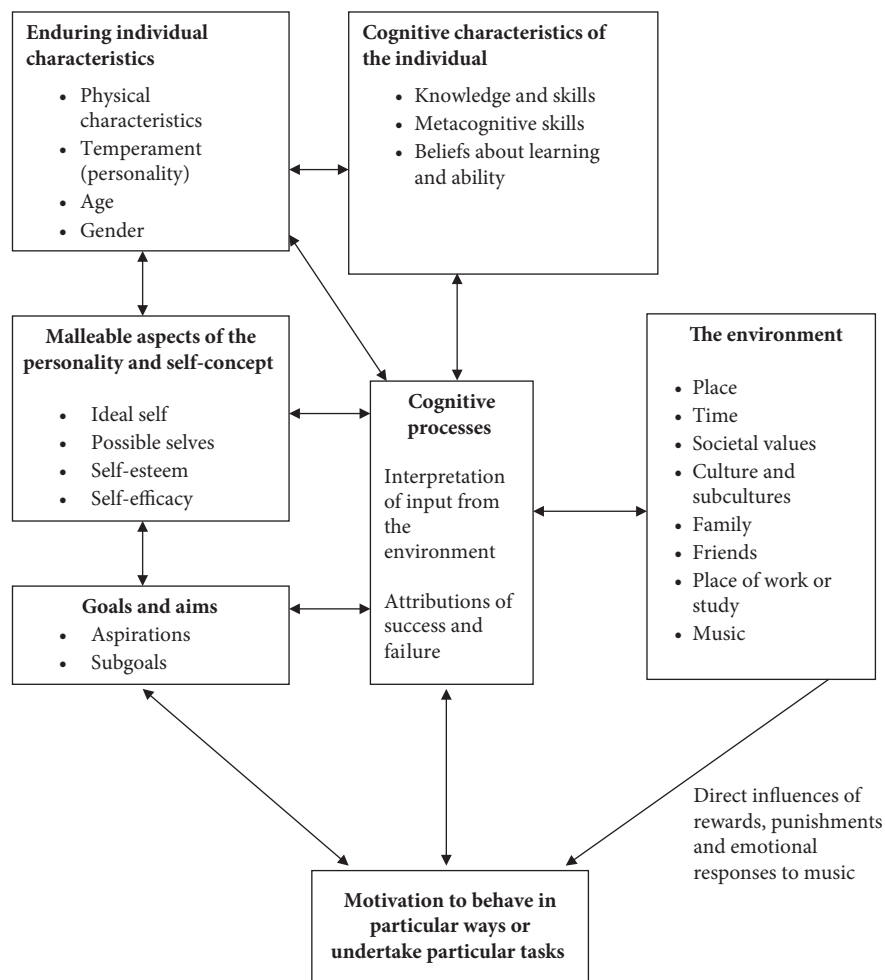 Enduring individual
characteristics
• Physical
characteristics
• Temperament
(personality)
• Age
• Gender
Cognitive characteristics of
the individual
• Knowledge and skills
• Metacognitive skills
• Beliefs about learning
and ability
Malleable aspects of the
personality and self-concept
• Ideal self
• Possible selves
• Self-esteem
• Self-efficacy
Cognitive
processes
Interpretation
of input from
the
environment
Attributions of
success and
failure
The environment
• Place
• Time
• Societal values
• Culture and
subcultures
• Family
• Friends
• Place of work or
study
• Music
Goals and aims
• Aspirations
• Subgoals
Direct influences of
rewards, punishments
and emotional
responses to music
Motivation to behave in
particular ways or
undertake particular tasks